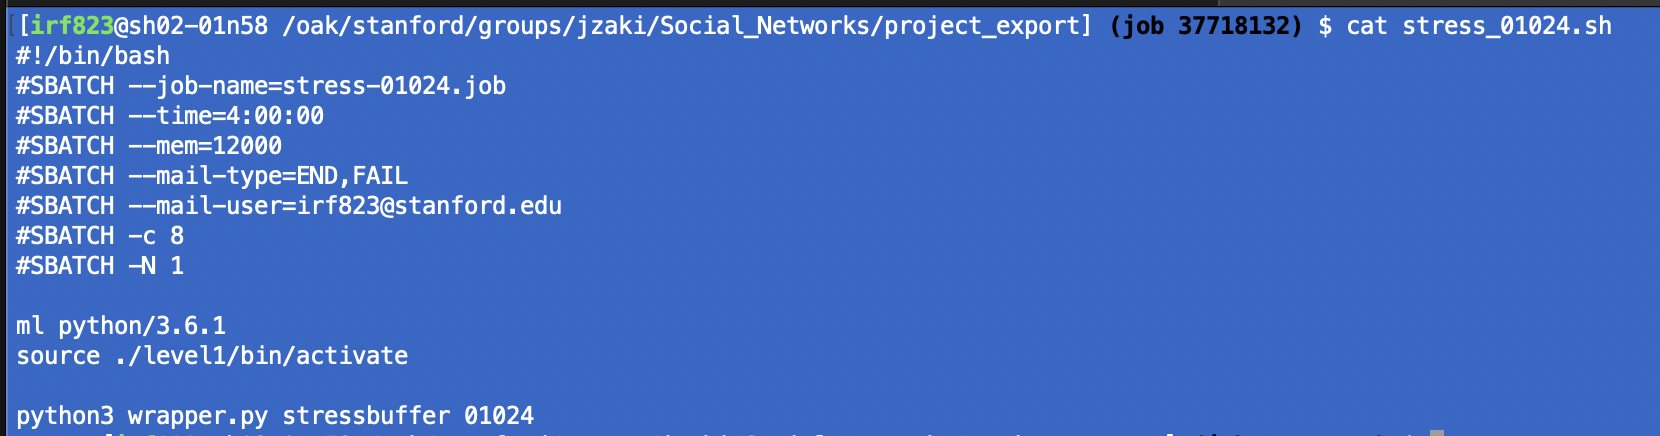 [irf823@sh02-01n58 /oak/stanford/groups/jzaki/Social_Networks/project_export] (job 37718132) $ cat stress_01024.sh
#!/bin/bash
#SBATCH --job-name=stress-01024.job
#SBATCH --time=4:00:00
#SBATCH --mem=12000
#SBATCH --mail-type=END,FAIL
#SBATCH --mail-user=irf823@stanford.edu
#SBATCH -c 8
#SBATCH -N 1
ml python/3.6.1
source ./level1/bin/activate
python3 wrapper.py stressbuffer 01024